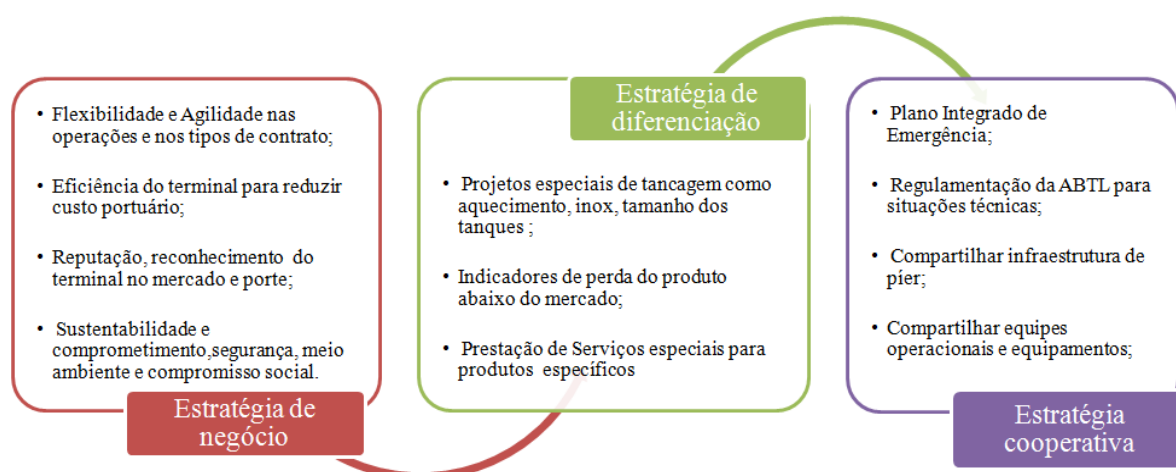 • Flexibilidade e Agilidade nas
operações e nos tipos de contrato;
• Eficiência do terminal para reduzir
custo portuário;
• Reputação, reconhecimento do
terminal no mercado e porte;
• Sustentabilidade e
comprometimento,segurança, meio
ambiente e compromisso social.
Estratégia de
negócio
Estratégia de
diferenciação
• Projetos especiais de tancagem como
aquecimento, inox, tamanho dos
tanques ;
• Indicadores de perda do produto
abaixo do mercado;
• Prestação de Serviços especiais para
produtos específicos
• Plano Integrado de
Emergência;
• Regulamentação da ABTL para
situações técnicas;
• Compartilhar infraestrutura de
píer;
• Compartilhar equipes
operacionais e equipamentos;
Estratégia
cooperativa